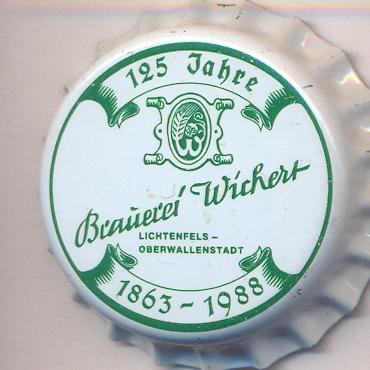 125 Jahre
W
Brauerei Wichert
LICHTENFELS –
OBERWALLENSTADT
1863 – 1988